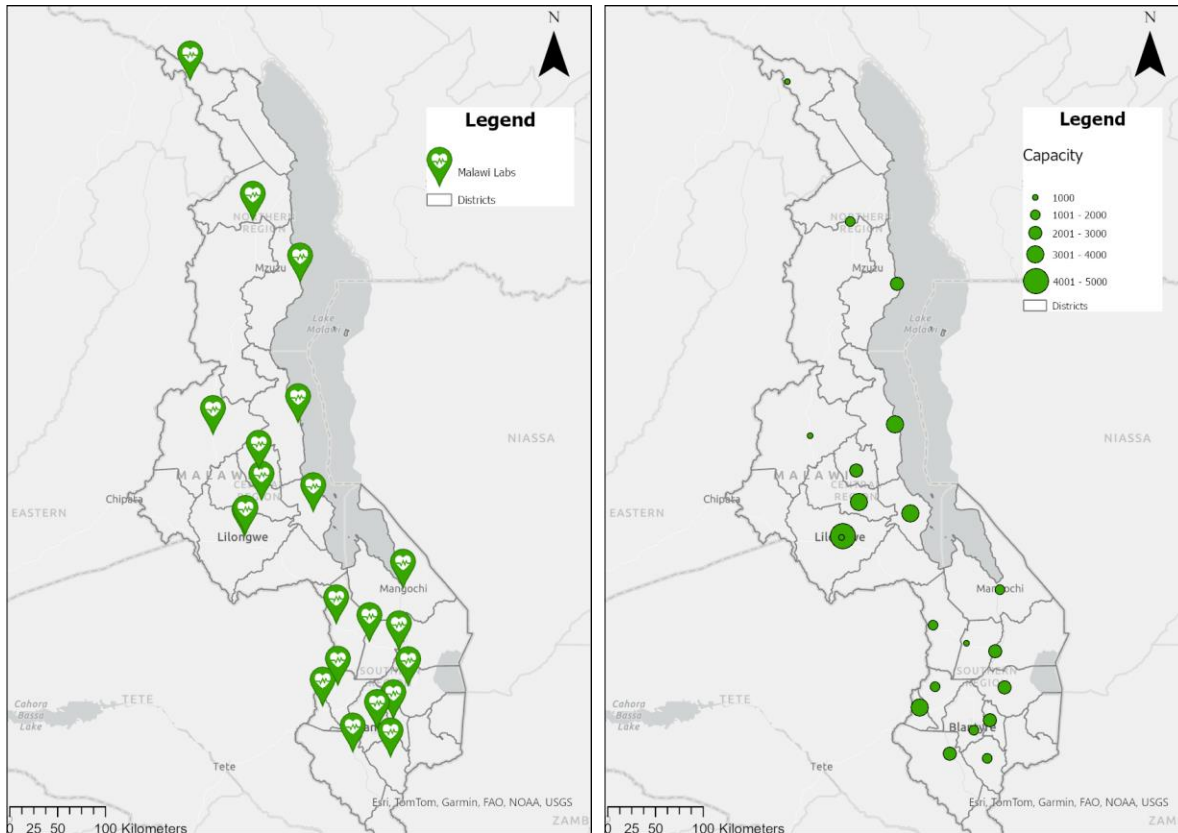 N
Legend
Malawi Labs
Districts
NORTHERN
REGION
Mzuzu
Lake
Malawi
NIASSA
MALAWI
CENTRAL
REGION
Chipata
EASTERN
Lilongwe
Mangochi
SOUTHERN
TETE
Cahora
Bassa
Lake
Tete
Esri, TomTom, Garmin, FAO, NOAA, USGS
0 25 50 100 Kilometers
ZAMB
N
Legend
Capacity
1000
1001 - 2000
2001 - 3000
3001 - 4000
4001 - 5000
Districts
NORTHERN
REGION
Mzuzu
Lake
Malawi
NIASSA
MALAWI
CENTRAL
REGION
Chipata
EASTERN
Lilongwe
Mangochi
SOUTHERN
REGION
TETE
Cahora
Bassa
Lake
Blantyre
Tete
Esri, TomTom, Garmin, FAO, NOAA, USGS
0 25 50 100 Kilometers
ZAMB